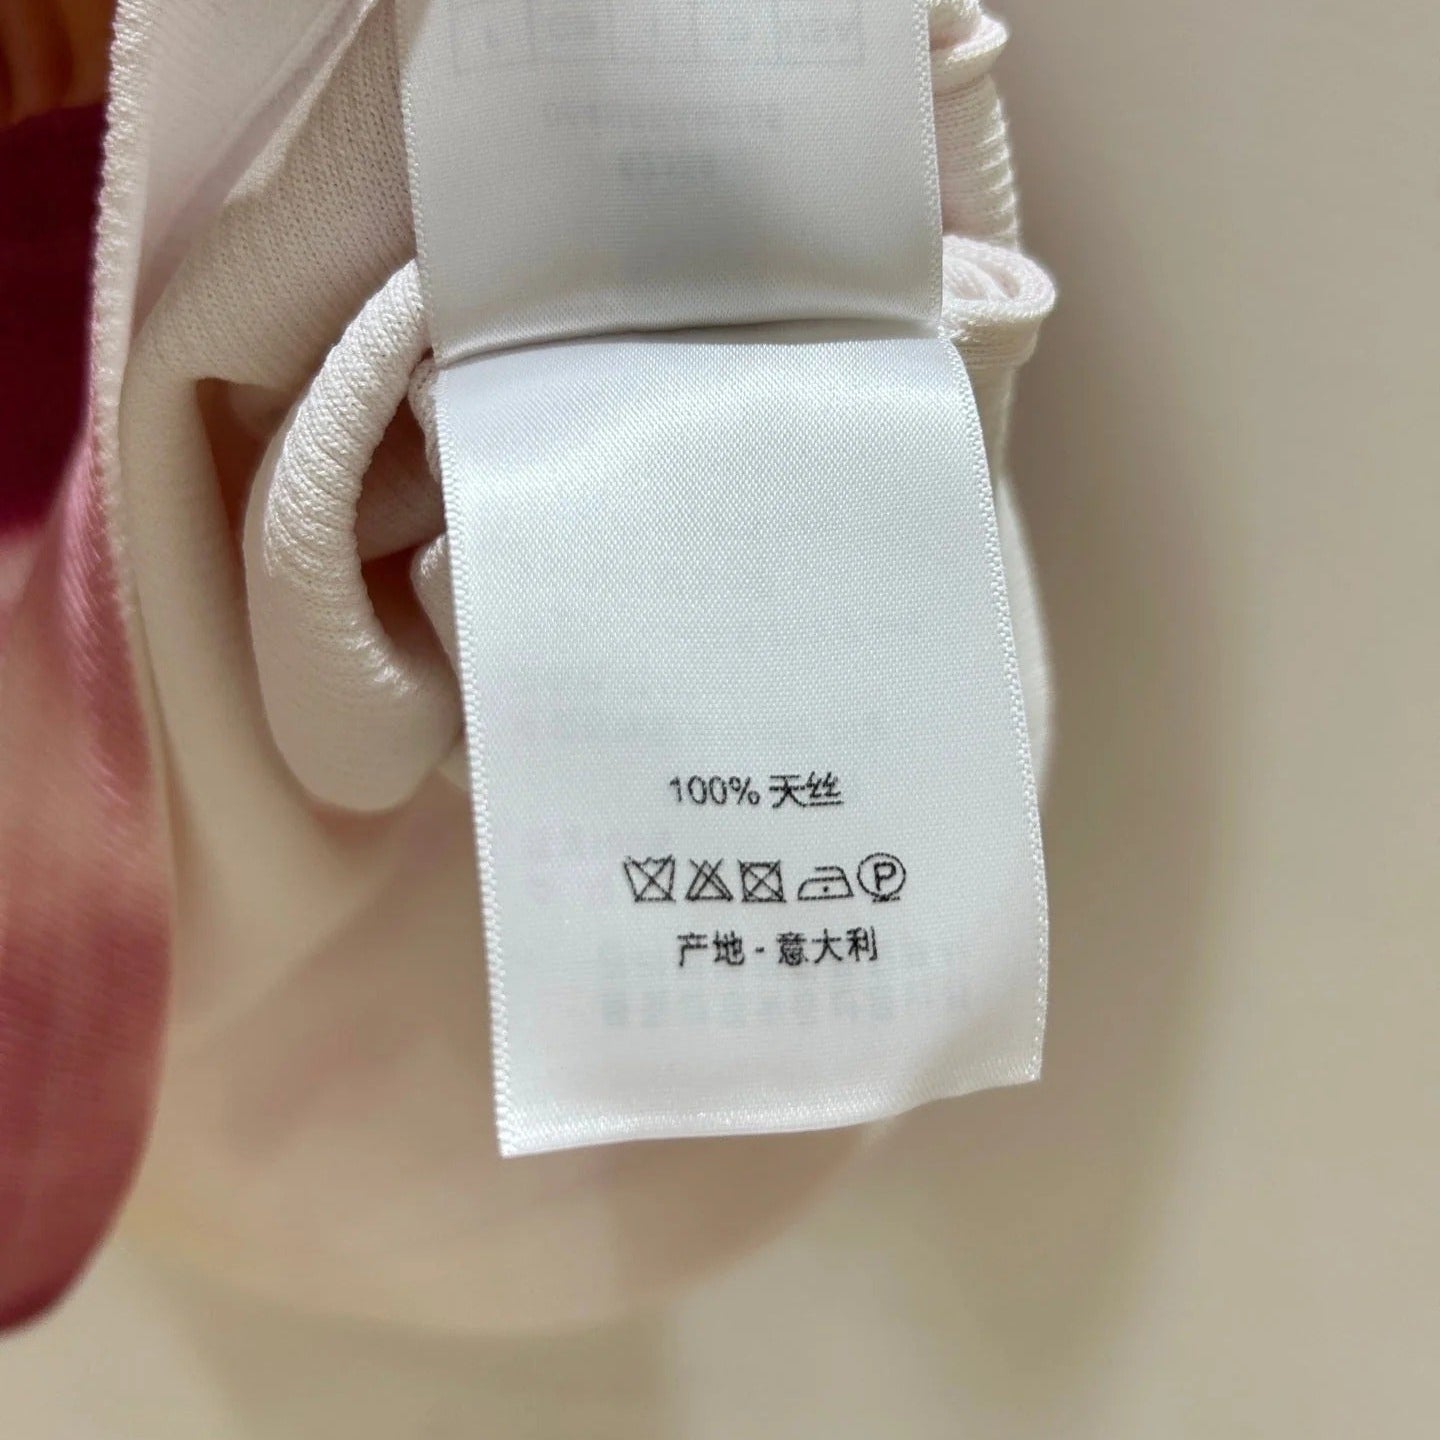 100% 天丝
P
产地 - 意大利